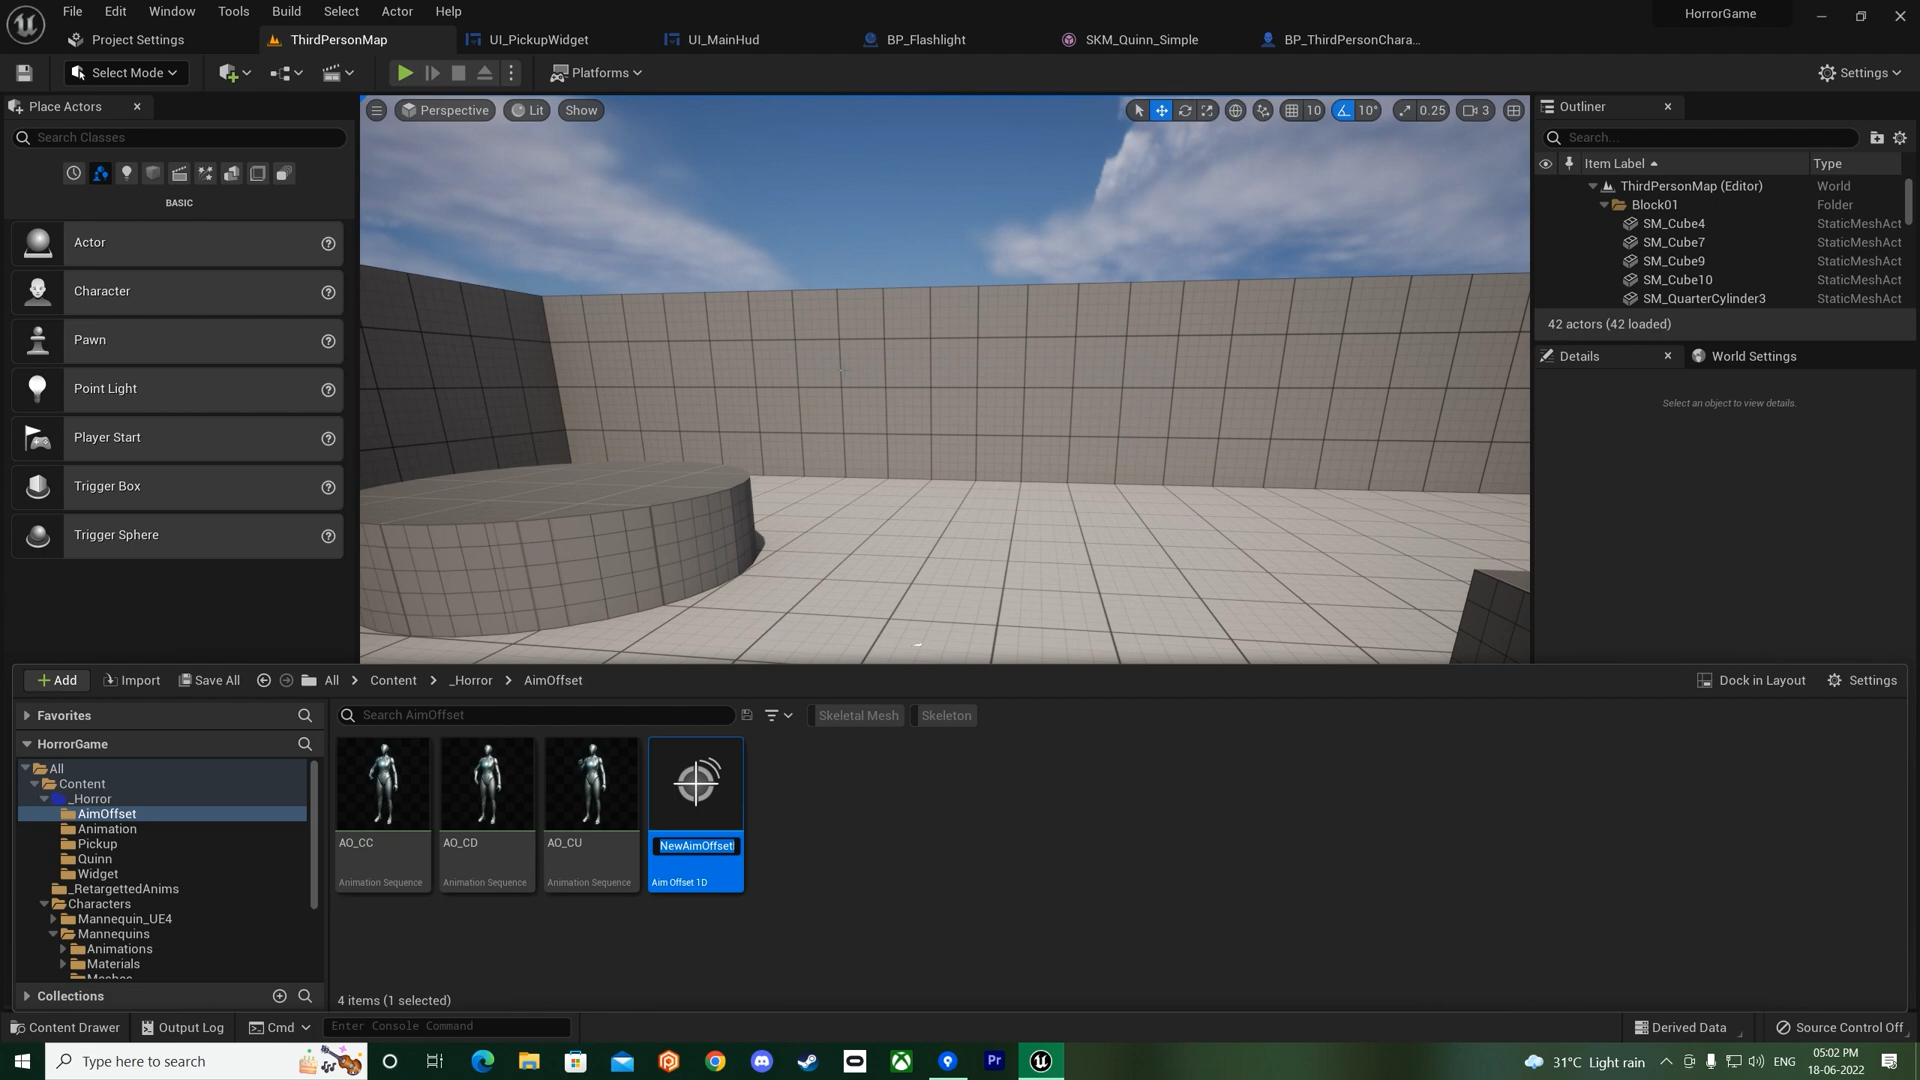 File Edit Window Tools Build Select Actor Help
HorrorGame
Project Settings
ThirdPersonMap
UI_PickupWidget
UI_MainHud
BP_Flashlight
SKM_Quinn_Simple
BP_ThirdPersonChara...
Select Mode
Platforms
Settings
Place Actors
Search Classes
BASIC
Actor
Character
Pawn
Point Light
Player Start
Trigger Box
Trigger Sphere
Perspective Lit Show
10 10° 0.25 3
Outliner
Search...
Item Label Type
ThirdPersonMap (Editor) World
Block01 Folder
SM_Cube4 StaticMeshAct
SM_Cube7 StaticMeshAct
SM_Cube9 StaticMeshAct
SM_Cube10 StaticMeshAct
SM_QuarterCylinder3 StaticMeshAct
42 actors (42 loaded)
Details World Settings
Select an object to view details.
Add Import Save All All > Content > _Horror > AimOffset
Dock in Layout Settings
Favorites
HorrorGame
All
Content
_Horror
AimOffset
Animation
Pickup
Quinn
Widget
_RetargettedAnims
Characters
Mannequin_UE4
Mannequins
Animations
Materials
Collections
Search AimOffset
Skeletal Mesh Skeleton
AO_CC AO_CD AO_CU NewAimOffset
Animation Sequence Animation Sequence Animation Sequence Aim Offset 1D
4 items (1 selected)
Content Drawer Output Log Cmd Enter Console Command
Derived Data Source Control Off
Type here to search
Pr
31°C Light rain
ENG
05:02 PM
18-06-2022